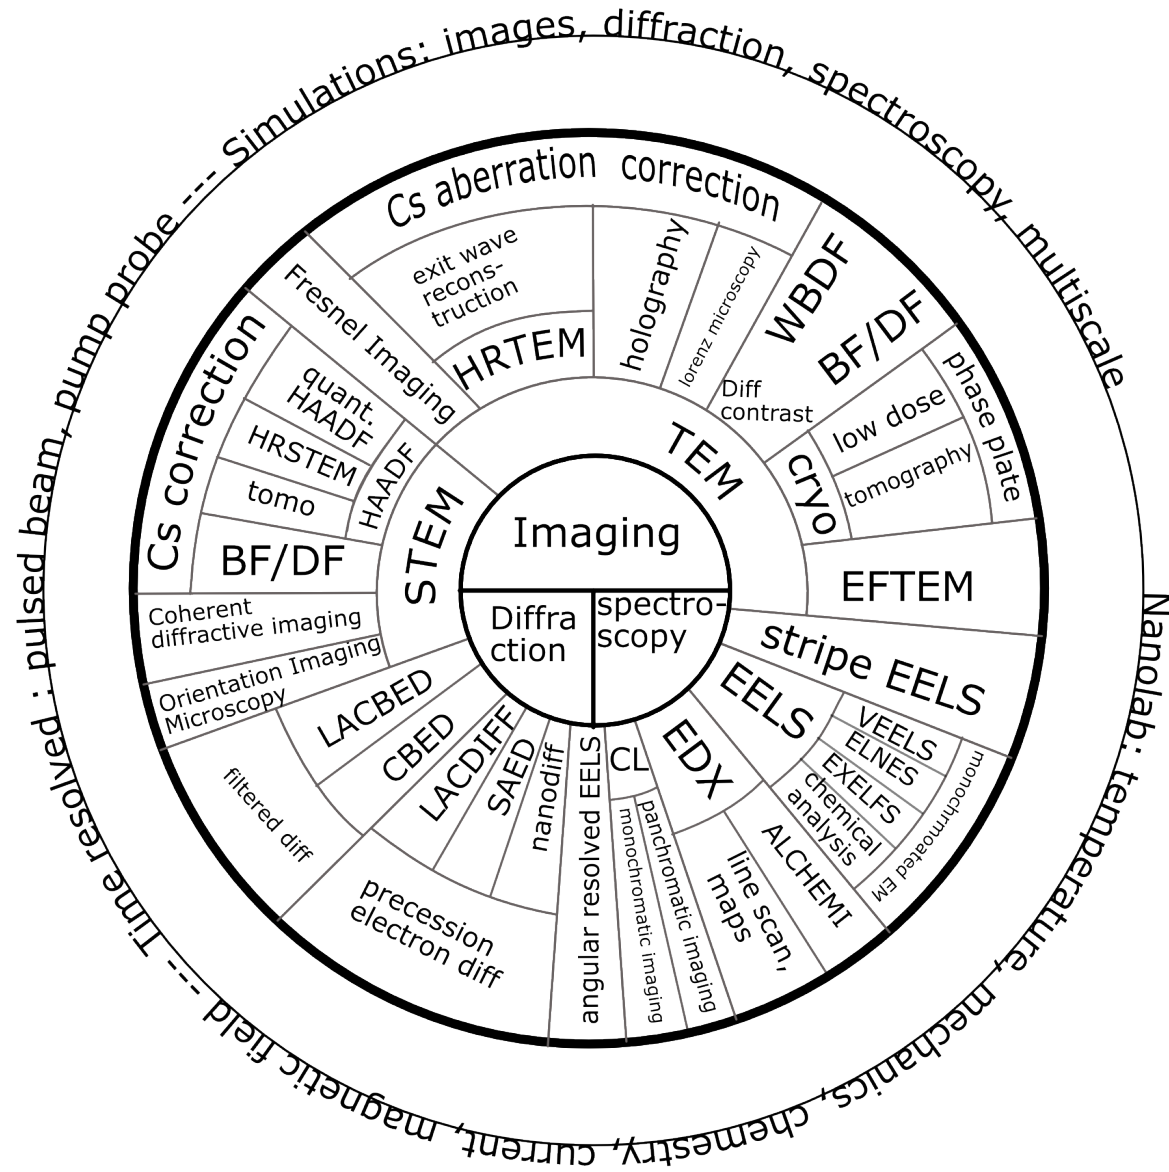 Simulations: images, diffraction, spectroscopy, multiscale
Nanolab: temperature, mechanics, chemestry, current, magnetic field ---
Time resolved : pulsed beam, pump probe ---
Cs aberration correction
exit wave
recons-
truction
HRTEM
holography
lorenz microscopy
WBDF
BF/DF
Diff
contrast
phase plate
low dose
tomography
cryo
EFTEM
TEM
Fresnel Imaging
Cs correction
quant.
HAADF
HRSTEM
tomo
HAADF
BF/DF
STEM
Coherent
diffractive imaging
Orientation Imaging
Microscopy
Imaging
Diffra
ction
spectro-
scopy
LACBED
CBED
filtered diff
LACDIFF
SAED
nanodiff
precession
electron diff
angular resolved EELS
CL
monochromatic imaging
panchromatic imaging
EDX
line scan,
maps
ALCHEMI
EELS
VEELS
ELNES
EXELFS
chemical
analysis
monochrmoated EM
stripe EELS